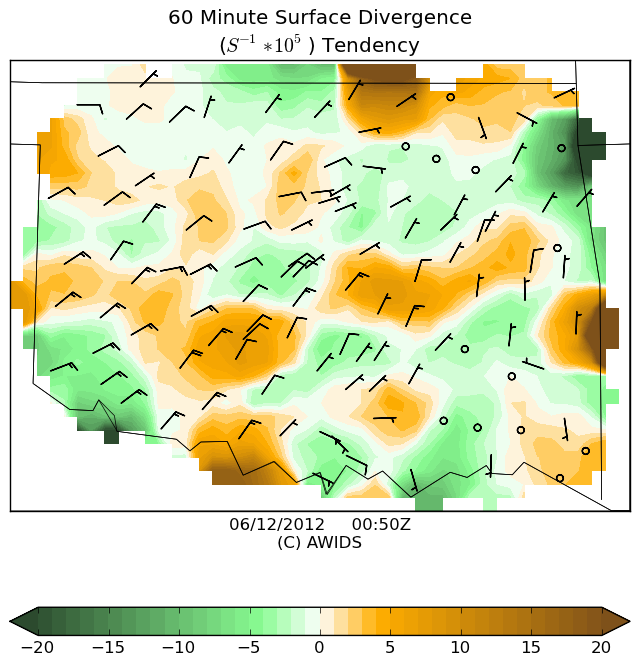 60 Minute Surface Divergence
(S⁻¹ * 10⁵ ) Tendency
06/12/2012 00:50Z
(C) AWIDS
−20 −15 −10 −5 0 5 10 15 20